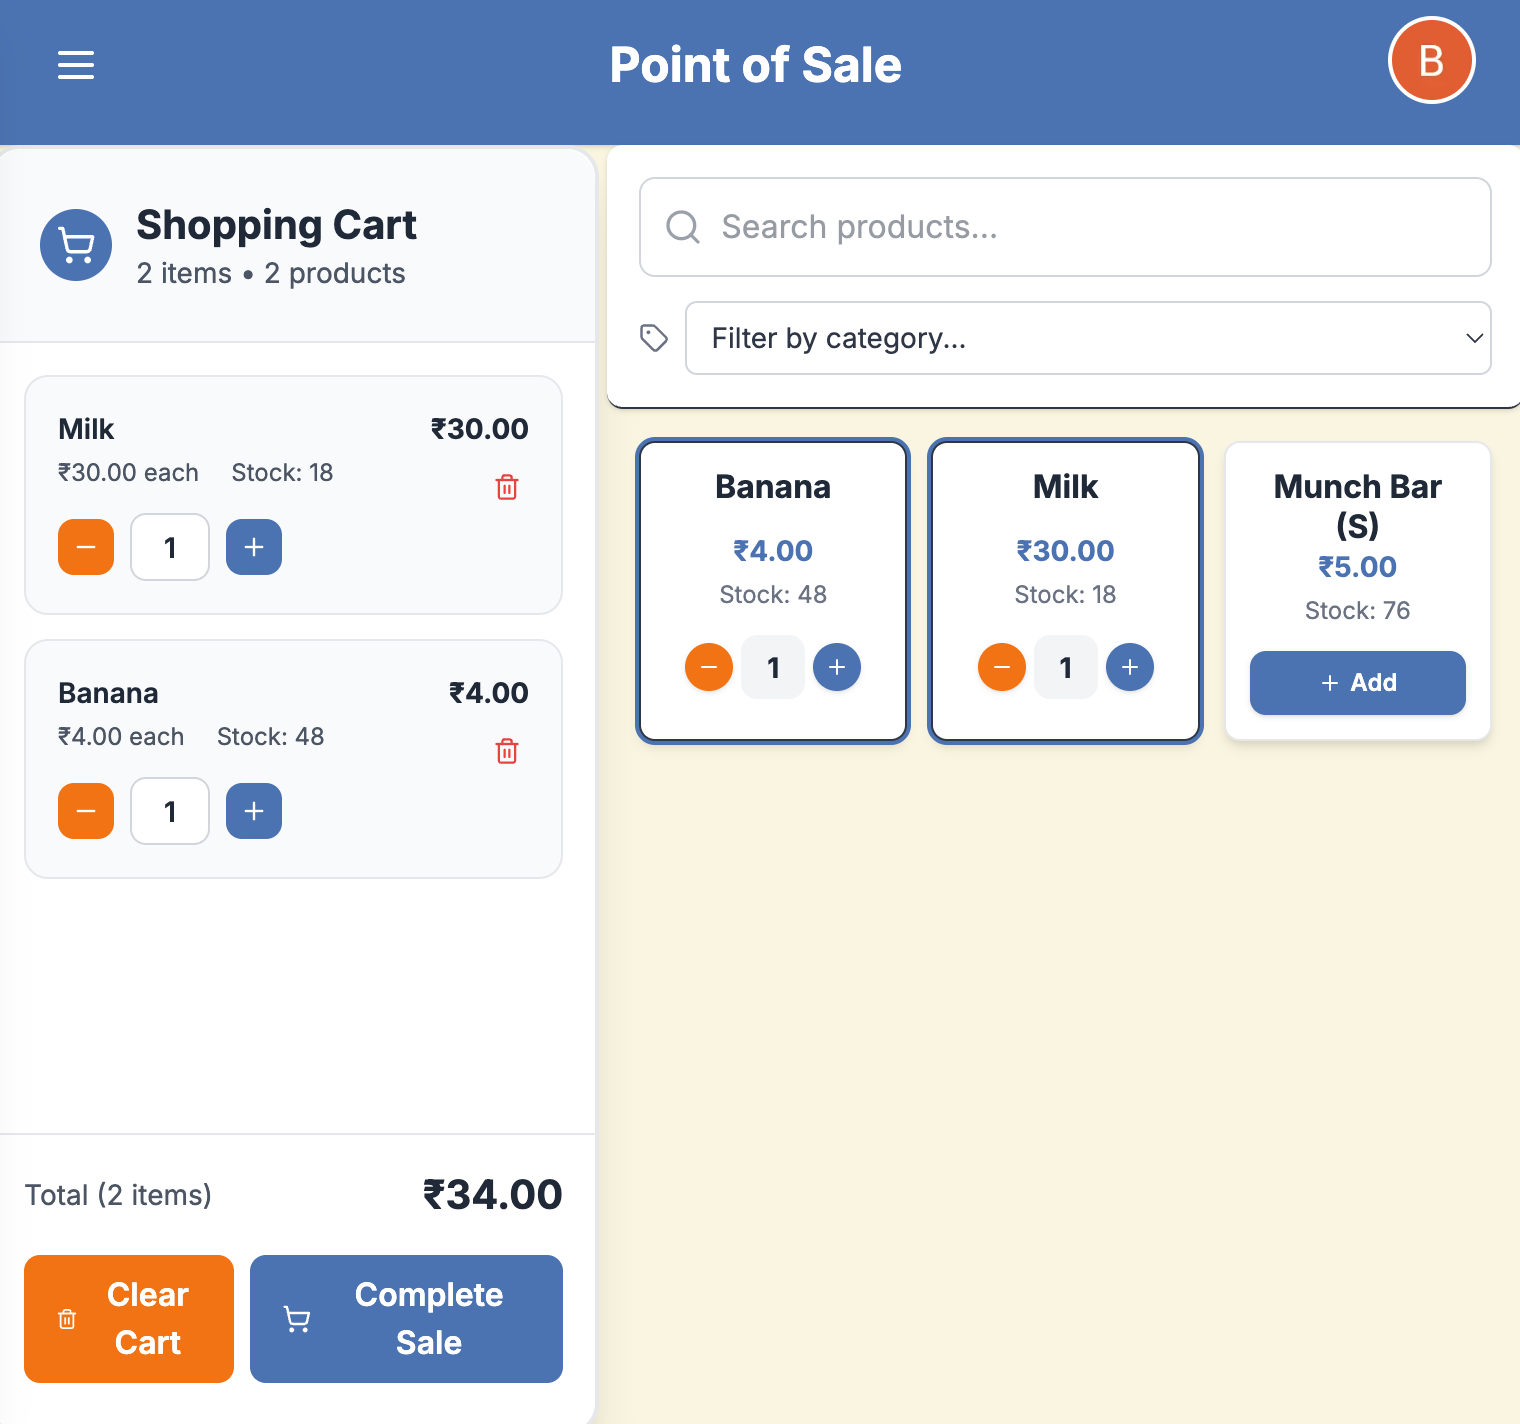 Point of Sale
B
Shopping Cart
2 items • 2 products
Milk
₹30.00
₹30.00 each
Stock: 18
1
Banana
₹4.00
₹4.00 each
Stock: 48
1
Total (2 items)
₹34.00
Clear
Cart
Complete
Sale
Search products...
Filter by category...
Banana
₹4.00
Stock: 48
1
Milk
₹30.00
Stock: 18
1
Munch Bar
(S)
₹5.00
Stock: 76
+ Add